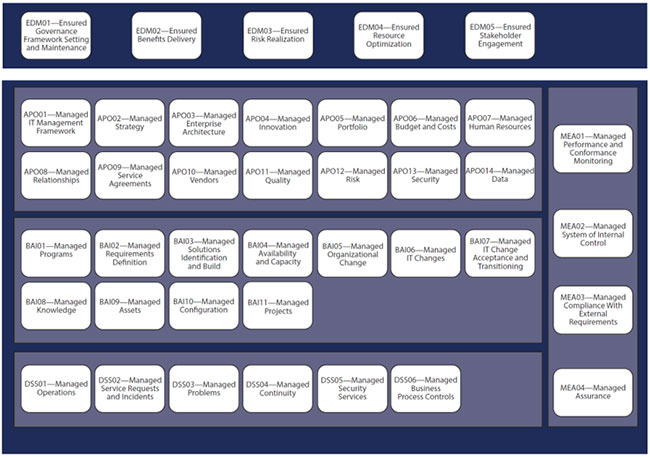 EDM01—Ensured
Governance
Framework Setting
and Maintenance
EDM02—Ensured
Benefits Delivery
EDM03—Ensured
Risk Realization
EDM04—Ensured
Resource
Optimization
EDM05—Ensured
Stakeholder
Engagement
APO01—Managed
IT Management
Framework
APO02—Managed
Strategy
APO03—Managed
Enterprise
Architecture
APO04—Managed
Innovation
APO05—Managed
Portfolio
APO06—Managed
Budget and Costs
APO07—Managed
Human Resources
APO08—Managed
Relationships
APO09—Managed
Service
Agreements
APO10—Managed
Vendors
APO11—Managed
Quality
APO12—Managed
Risk
APO13—Managed
Security
APO014—Managed
Data
BAI01—Managed
Programs
BAI02—Managed
Requirements
Definition
BAI03—Managed
Solutions
Identification
and Build
BAI04—Managed
Availability
and Capacity
BAI05—Managed
Organizational
Change
BAI06—Managed
IT Changes
BAI07—Managed
IT Change
Acceptance and
Transitioning
BAI08—Managed
Knowledge
BAI09—Managed
Assets
BAI10—Managed
Configuration
BAI11—Managed
Projects
DSS01—Managed
Operations
DSS02—Managed
Service Requests
and Incidents
DSS03—Managed
Problems
DSS04—Managed
Continuity
DSS05—Managed
Security
Services
DSS06—Managed
Business
Process Controls
MEA01—Managed
Performance and
Conformance
Monitoring
MEA02—Managed
System of Internal
Control
MEA03—Managed
Compliance With
External
Requirements
MEA04—Managed
Assurance